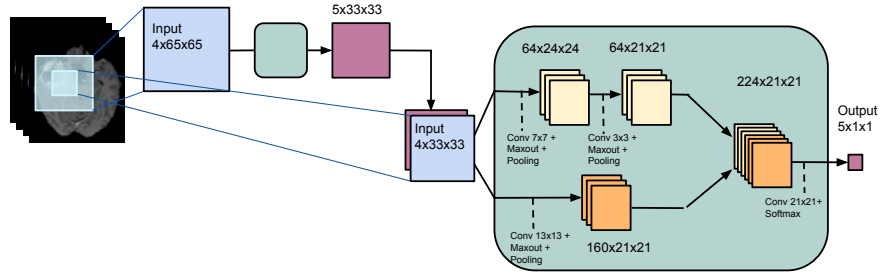 Input
4x65x65
5x33x33
Input
4x33x33
64x24x24
64x21x21
224x21x21
Conv 7x7 +
Maxout +
Pooling
Conv 3x3 +
Maxout +
Pooling
Conv 13x13 +
Maxout +
Pooling
160x21x21
Conv 21x21+
Softmax
Output
5x1x1